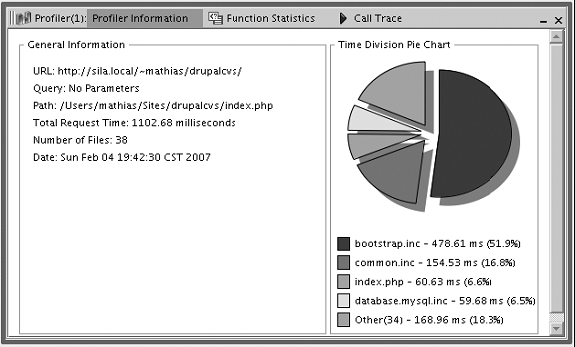 Profiler(1): Profiler Information Function Statistics Call Trace
General Information
URL: http://sila.local/~mathias/drupalcvs/
Query: No Parameters
Path: /Users/mathias/Sites/drupalcvs/index.php
Total Request Time: 1102.68 milliseconds
Number of Files: 38
Date: Sun Feb 04 19:42:30 CST 2007
Time Division Pie Chart
bootstrap.inc - 478.61 ms (51.9%)
common.inc - 154.53 ms (16.8%)
index.php - 60.63 ms (6.6%)
database.mysql.inc - 59.68 ms (6.5%)
Other(34) - 168.96 ms (18.3%)